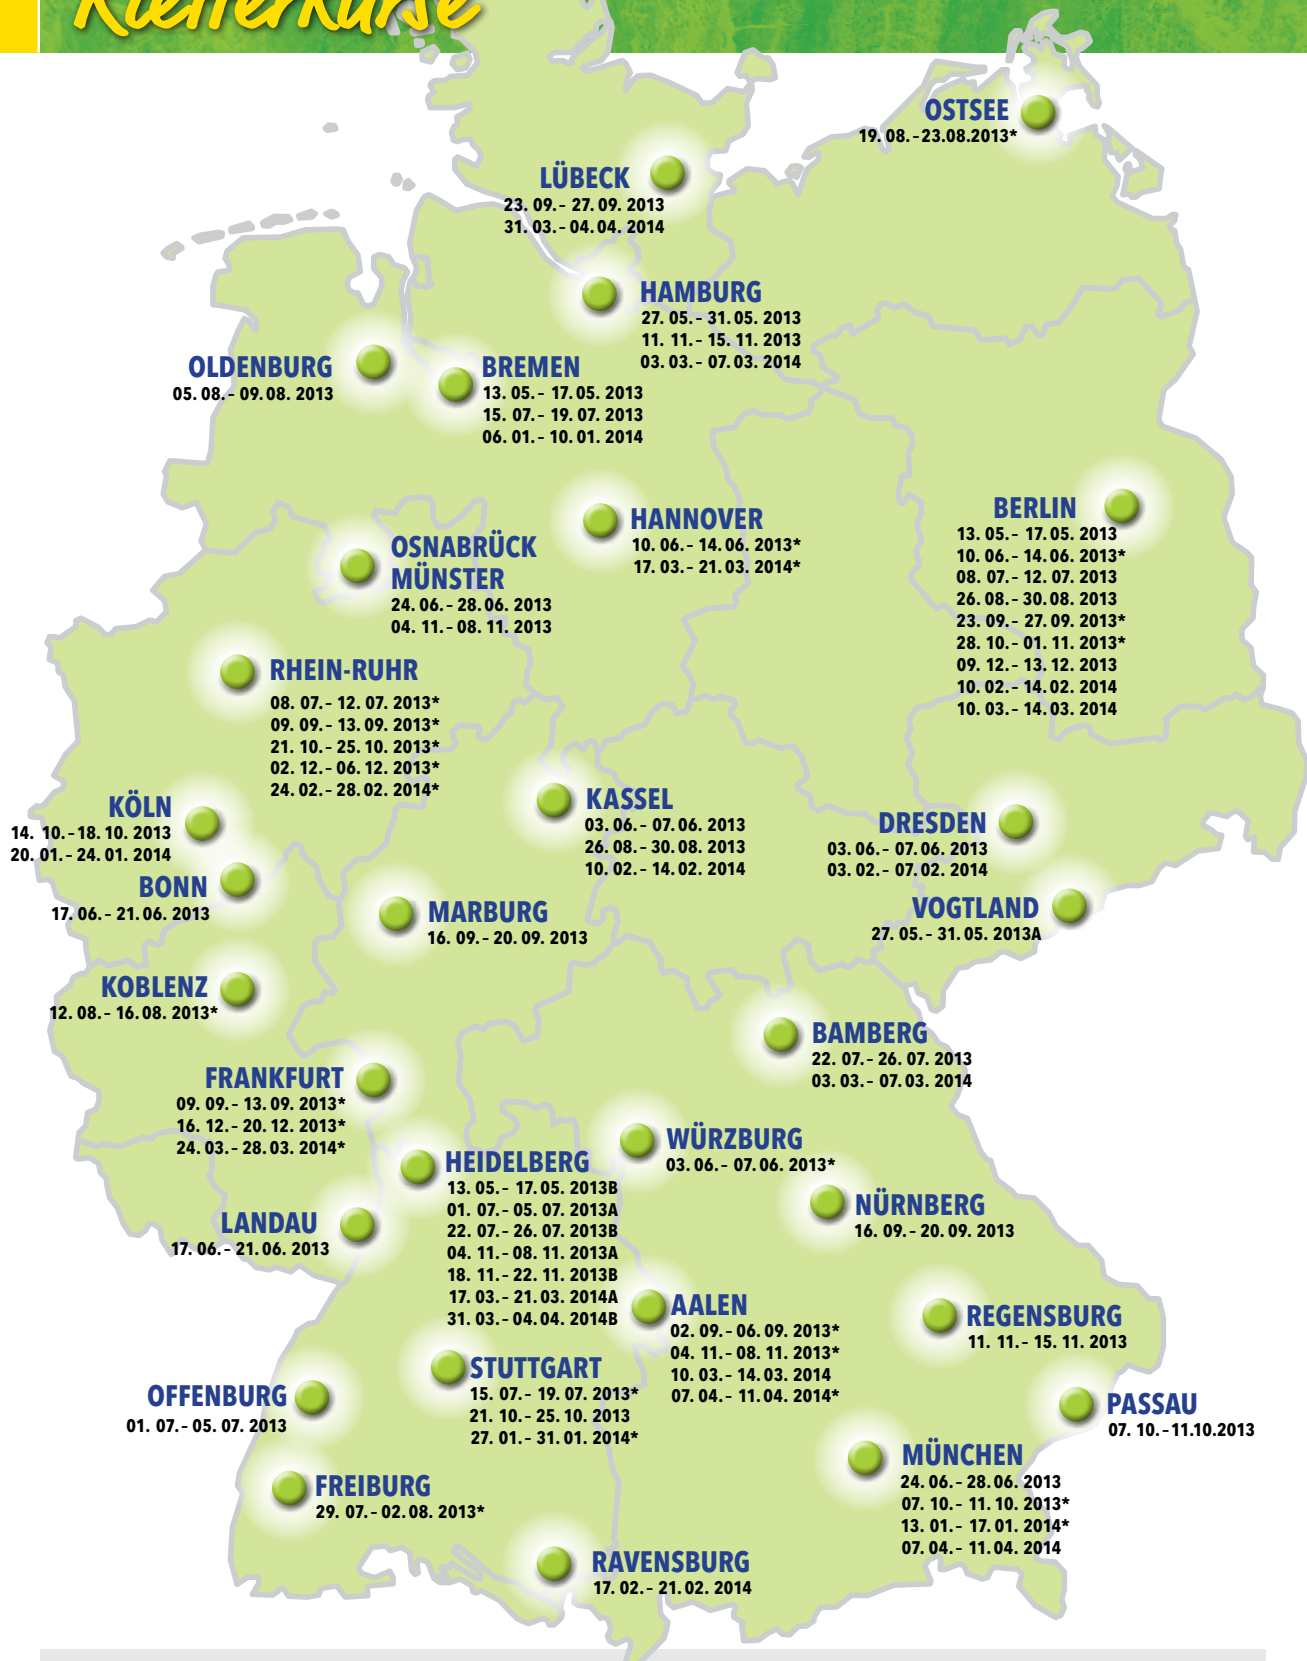 Kletterkurse
OSTSEE
19. 08. - 23.08.2013*
LÜBECK
23. 09. - 27. 09. 2013
31. 03. - 04. 04. 2014
HAMBURG
27. 05. - 31. 05. 2013
11. 11. - 15. 11. 2013
03. 03. - 07. 03. 2014
OLDENBURG
05. 08. - 09. 08. 2013
BREMEN
13. 05. - 17. 05. 2013
15. 07. - 19. 07. 2013
06. 01. - 10. 01. 2014
HANNOVER
10. 06. - 14. 06. 2013*
17. 03. - 21. 03. 2014*
BERLIN
13. 05. - 17. 05. 2013
10. 06. - 14. 06. 2013*
08. 07. - 12. 07. 2013
26. 08. - 30. 08. 2013
23. 09. - 27. 09. 2013*
28. 10. - 01. 11. 2013*
09. 12. - 13. 12. 2013
10. 02. - 14. 02. 2014
10. 03. - 14. 03. 2014
OSNABRÜCK
MÜNSTER
24. 06. - 28. 06. 2013
04. 11. - 08. 11. 2013
RHEIN-RUHR
08. 07. - 12. 07. 2013*
09. 09. - 13. 09. 2013*
21. 10. - 25. 10. 2013*
02. 12. - 06. 12. 2013*
24. 02. - 28. 02. 2014*
KÖLN
14. 10. - 18. 10. 2013
20. 01. - 24. 01. 2014
KASSEL
03. 06. - 07. 06. 2013
26. 08. - 30. 08. 2013
10. 02. - 14. 02. 2014
DRESDEN
03. 06. - 07. 06. 2013
03. 02. - 07. 02. 2014
BONN
17. 06. - 21. 06. 2013
MARBURG
16. 09. - 20. 09. 2013
VOGTLAND
27. 05. - 31. 05. 2013A
KOBLENZ
12. 08. - 16. 08. 2013*
BAMBERG
22. 07. - 26. 07. 2013
03. 03. - 07. 03. 2014
FRANKFURT
09. 09. - 13. 09. 2013*
16. 12. - 20. 12. 2013*
24. 03. - 28. 03. 2014*
WÜRZBURG
03. 06. - 07. 06. 2013*
HEIDELBERG
13. 05. - 17. 05. 2013B
01. 07. - 05. 07. 2013A
22. 07. - 26. 07. 2013B
04. 11. - 08. 11. 2013A
18. 11. - 22. 11. 2013B
17. 03. - 21. 03. 2014A
31. 03. - 04. 04. 2014B
NÜRNBERG
16. 09. - 20. 09. 2013
LANDAU
17. 06. - 21. 06. 2013
AALEN
02. 09. - 06. 09. 2013*
04. 11. - 08. 11. 2013*
10. 03. - 14. 03. 2014
07. 04. - 11. 04. 2014*
REGENSBURG
11. 11. - 15. 11. 2013
STUTTGART
15. 07. - 19. 07. 2013*
21. 10. - 25. 10. 2013
27. 01. - 31. 01. 2014*
OFFENBURG
01. 07. - 05. 07. 2013
PASSAU
07. 10. - 11.10.2013
MÜNCHEN
24. 06. - 28. 06. 2013
07. 10. - 11. 10. 2013*
13. 01. - 17. 01. 2014*
07. 04. - 11. 04. 2014
FREIBURG
29. 07. - 02. 08. 2013*
RAVENSBURG
17. 02. - 21. 02. 2014